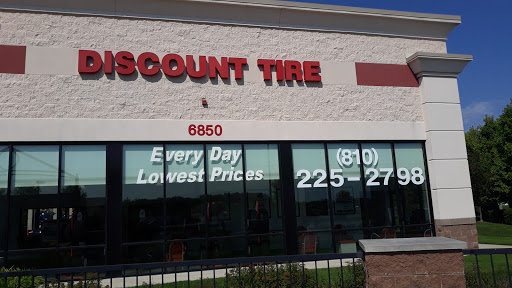 DISCOUNT TIRE
6850
Every Day
Lowest Prices
(810)
225-2798